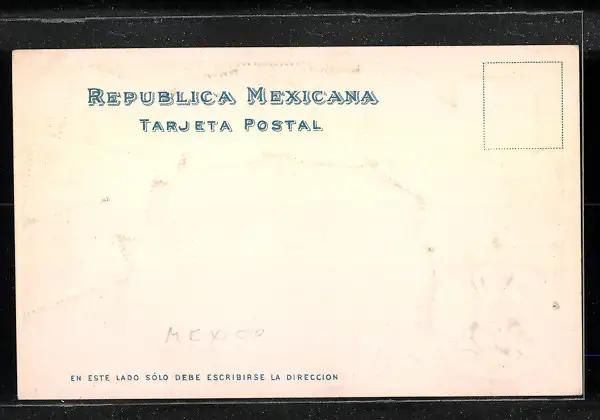 REPUBLICA MEXICANA
TARJETA POSTAL
MEXICO
EN ESTE LADO SÓLO DEBE ESCRIBIRSE LA DIRECCION